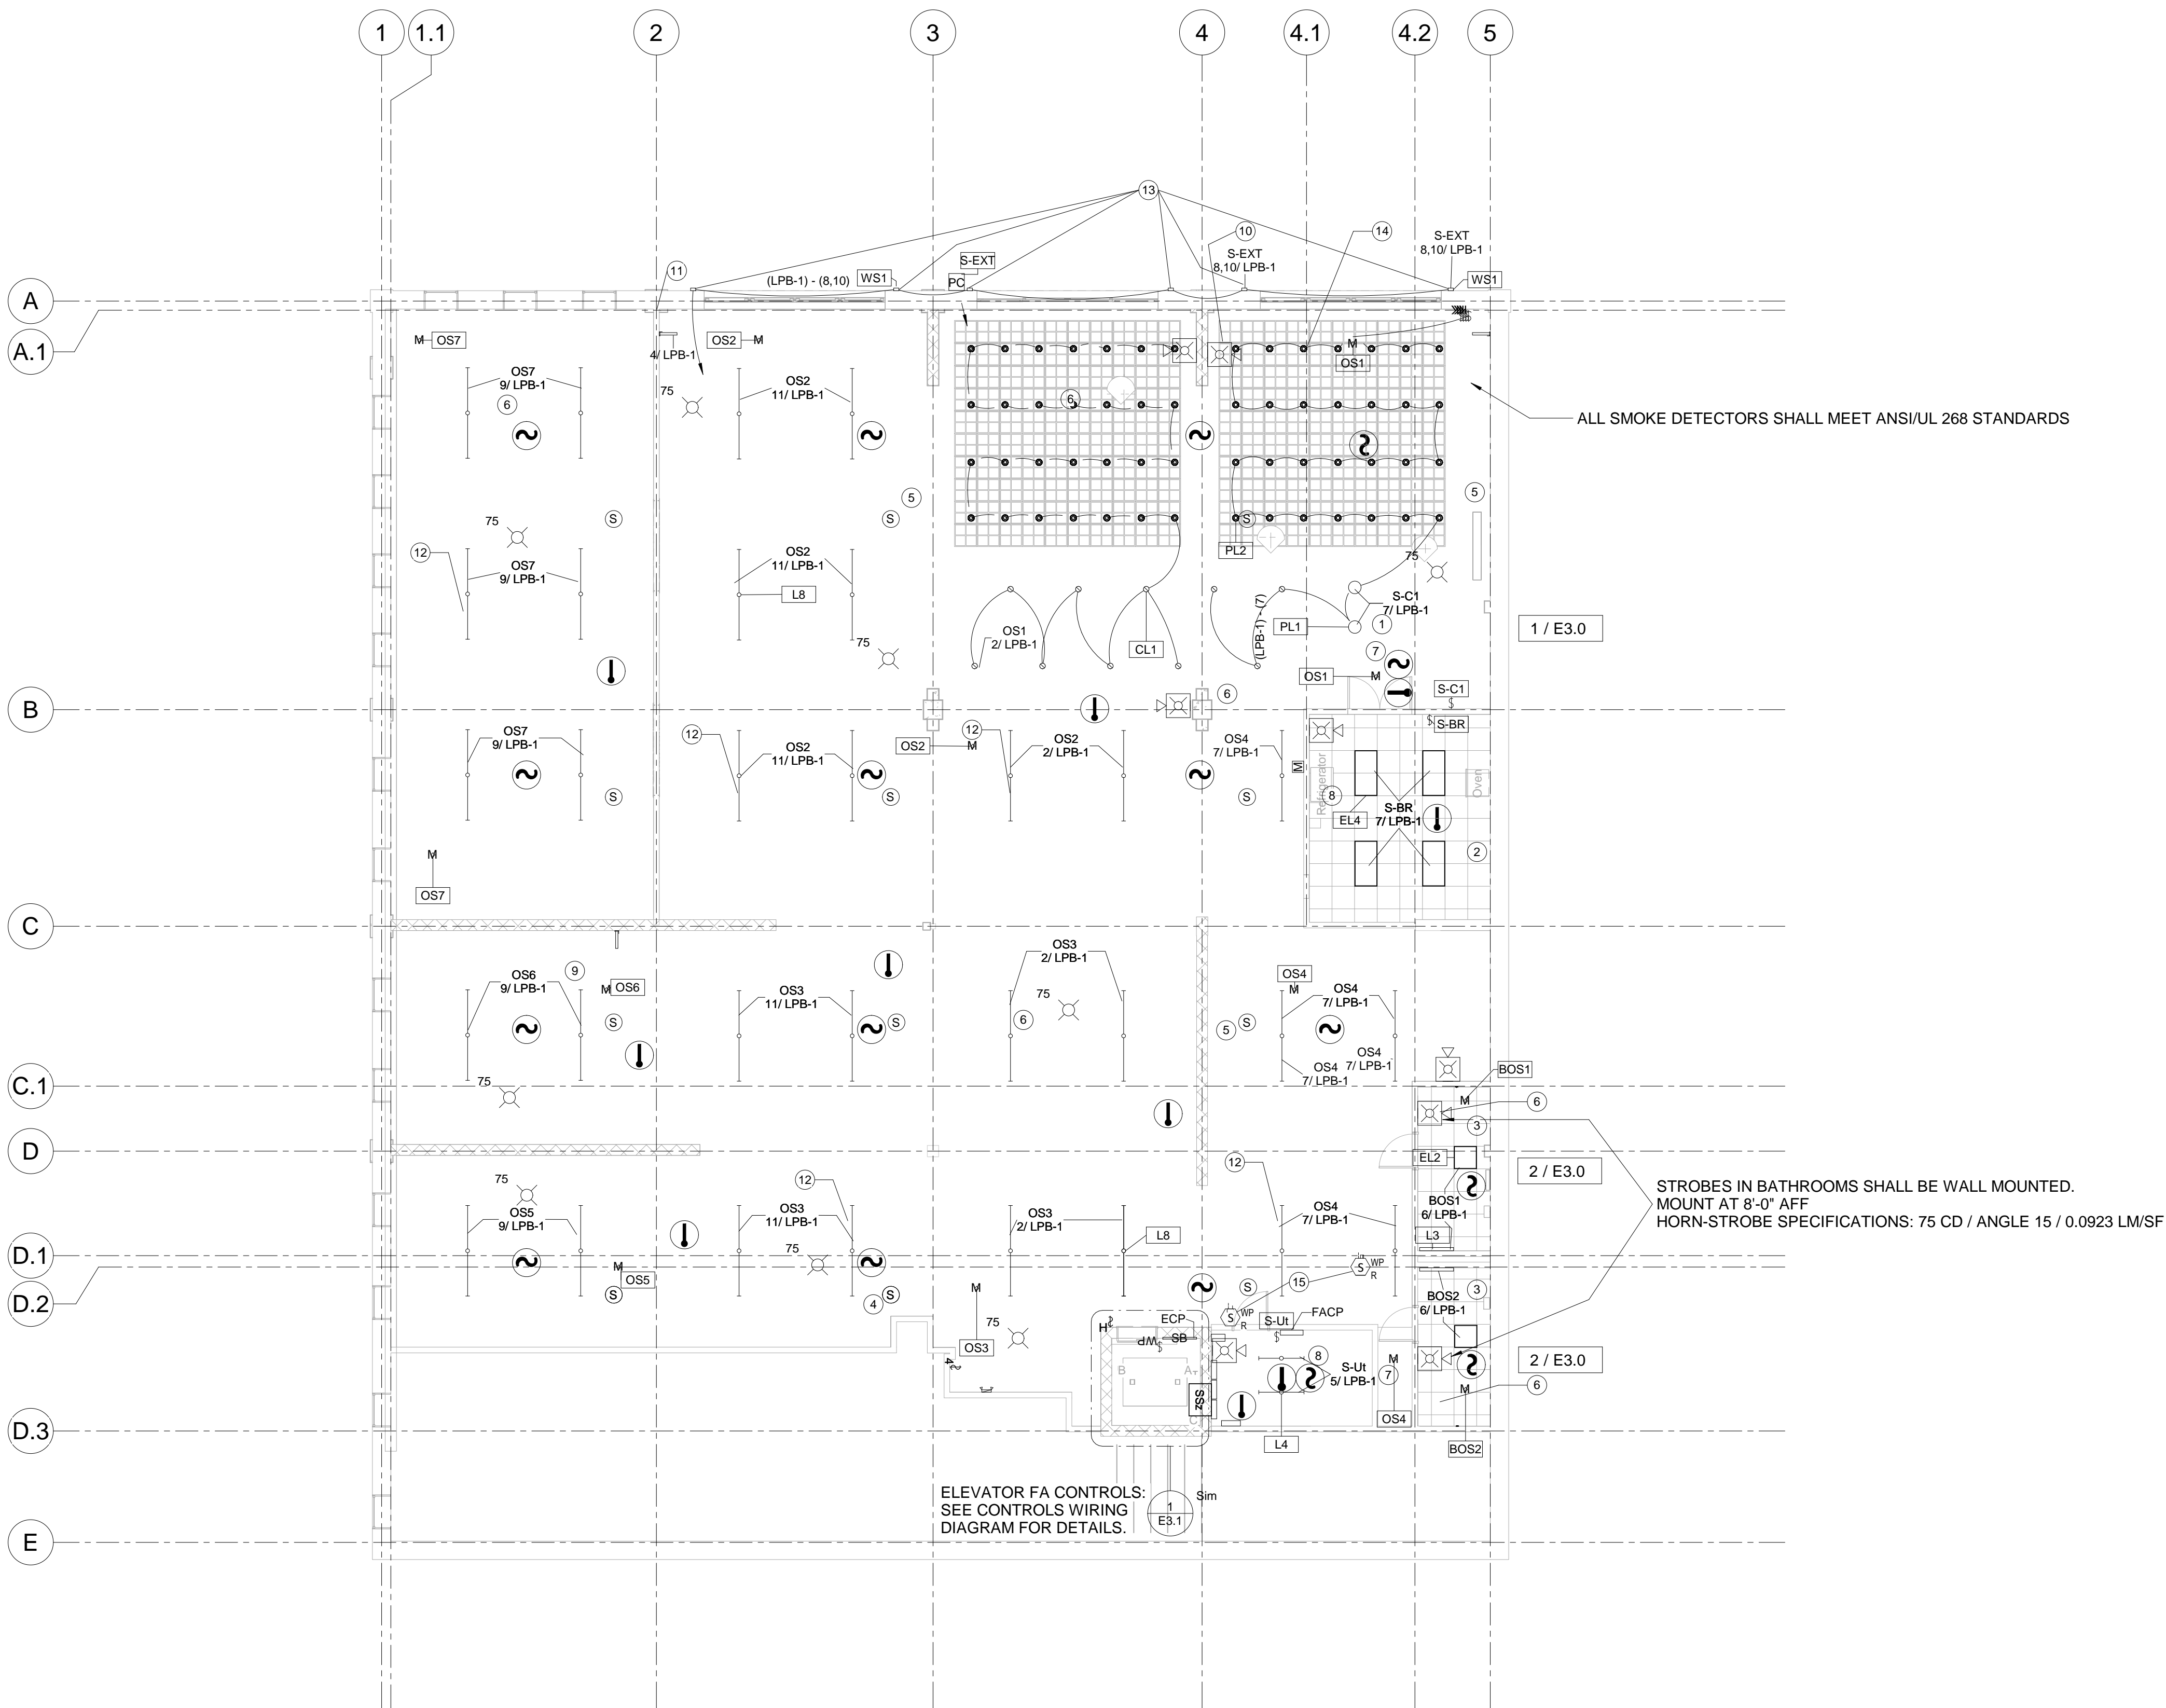 1
1.1
2
3
4
4.1
4.2
5
13
10
14
S-EXT
8,10/ LPB-1
S-EXT
8,10/ LPB-1
11
(LPB-1) - (8,10)
WS1
S-EXT
PC
WS1
A
A.1
M
OS7
4/ LPB-1
OS2
M
M
OS1
OS7
9/ LPB-1
6
75
OS2
11/ LPB-1
6
ALL SMOKE DETECTORS SHALL MEET ANSI/UL 268 STANDARDS
5
5
75
S
S
S
12
OS7
9/ LPB-1
OS2
11/ LPB-1
L8
PL2
75
S-C1
7/ LPB-1
OS1
2/ LPB-1
CL1
(LPB-1) - (7)
PL1
1
1 / E3.0
75
7
OS1
M
S-C1
$
6
B
$
S-BR
OS7
9/ LPB-1
12
OS2
11/ LPB-1
OS2
M
12
OS2
2/ LPB-1
OS4
7/ LPB-1
M
Refrigerator
Oven
S
S
S
8
EL4
S-BR
7/ LPB-1
2
M
OS7
C
OS6
9/ LPB-1
9
M
OS6
OS3
11/ LPB-1
OS3
2/ LPB-1
75
6
OS4
M
OS4
7/ LPB-1
S
S
5
S
OS4
7/ LPB-1
OS4
7/ LPB-1
75
C.1
BOS1
M
6
3
D
75
12
12
EL2
2 / E3.0
STROBES IN BATHROOMS SHALL BE WALL MOUNTED.
MOUNT AT 8'-0" AFF
HORN-STROBE SPECIFICATIONS: 75 CD / ANGLE 15 / 0.0923 LM/SF
OS5
9/ LPB-1
OS3
11/ LPB-1
75
OS3
2/ LPB-1
L8
OS4
7/ LPB-1
BOS1
6/ LPB-1
L3
D.1
M
OS5
S
S
4
M
S
15
S
WP
R
3
BOS2
6/ LPB-1
D.2
75
OS3
H
WP
$
ECP
SB
S
WP
R
S-Ut
$
FACP
4
B
A
C
SSz
8
S-Ut
5/ LPB-1
M
7
OS4
2 / E3.0
M
6
L4
BOS2
D.3
ELEVATOR FA CONTROLS:
SEE CONTROLS WIRING
DIAGRAM FOR DETAILS.
1
E3.1
Sim
E